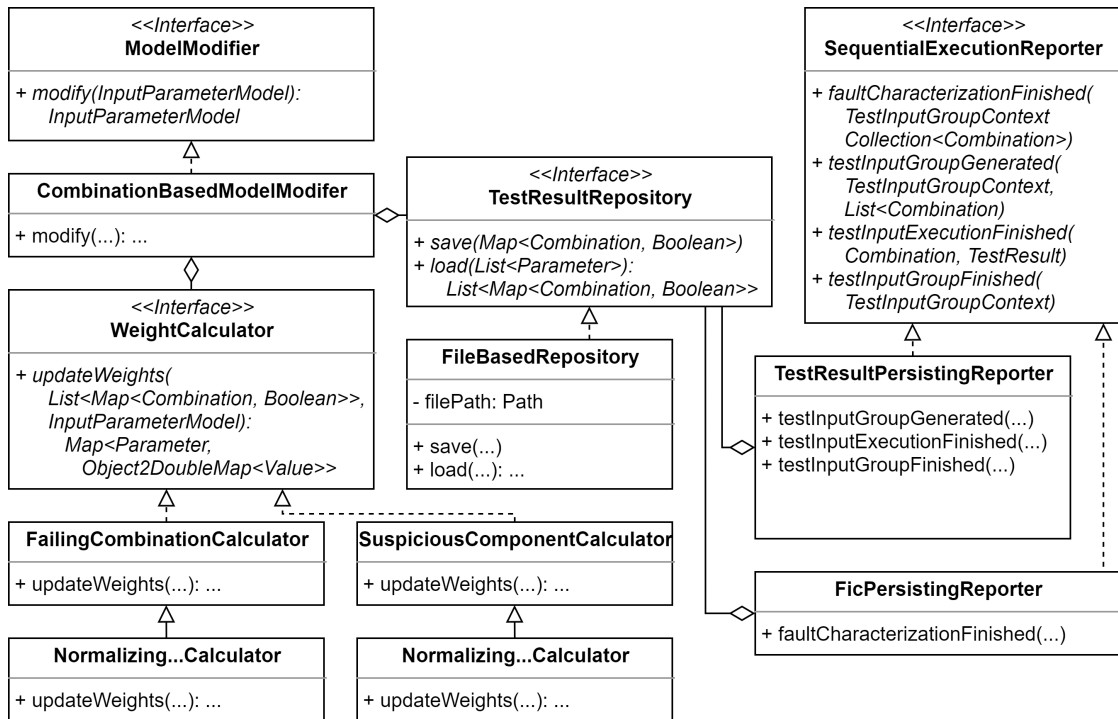 <<Interface>>
ModelModifier
+ modify(InputParameterModel):
InputParameterModel
CombinationBasedModelModifer
+ modify(...): ...
<<Interface>>
WeightCalculator
+ updateWeights(
List<Map<Combination, Boolean>>,
InputParameterModel):
Map<Parameter,
Object2DoubleMap<Value>>
FailingCombinationCalculator
+ updateWeights(...): ...
Normalizing...Calculator
+ updateWeights(...): ...
SuspiciousComponentCalculator
+ updateWeights(...): ...
Normalizing...Calculator
+ updateWeights(...): ...
<<Interface>>
TestResultRepository
+ save(Map<Combination, Boolean>)
+ load(List<Parameter>):
List<Map<Combination, Boolean>>
FileBasedRepository
- filePath: Path
+ save(...)
+ load(...): ...
<<Interface>>
SequentialExecutionReporter
+ faultCharacterizationFinished(
TestInputGroupContext
Collection<Combination>)
+ testInputGroupGenerated(
TestInputGroupContext,
List<Combination)
+ testInputExecutionFinished(
Combination, TestResult)
+ testInputGroupFinished(
TestInputGroupContext)
TestResultPersistingReporter
+ testInputGroupGenerated(...)
+ testInputExecutionFinished(...)
+ testInputGroupFinished(...)
FicPersistingReporter
+ faultCharacterizationFinished(...)